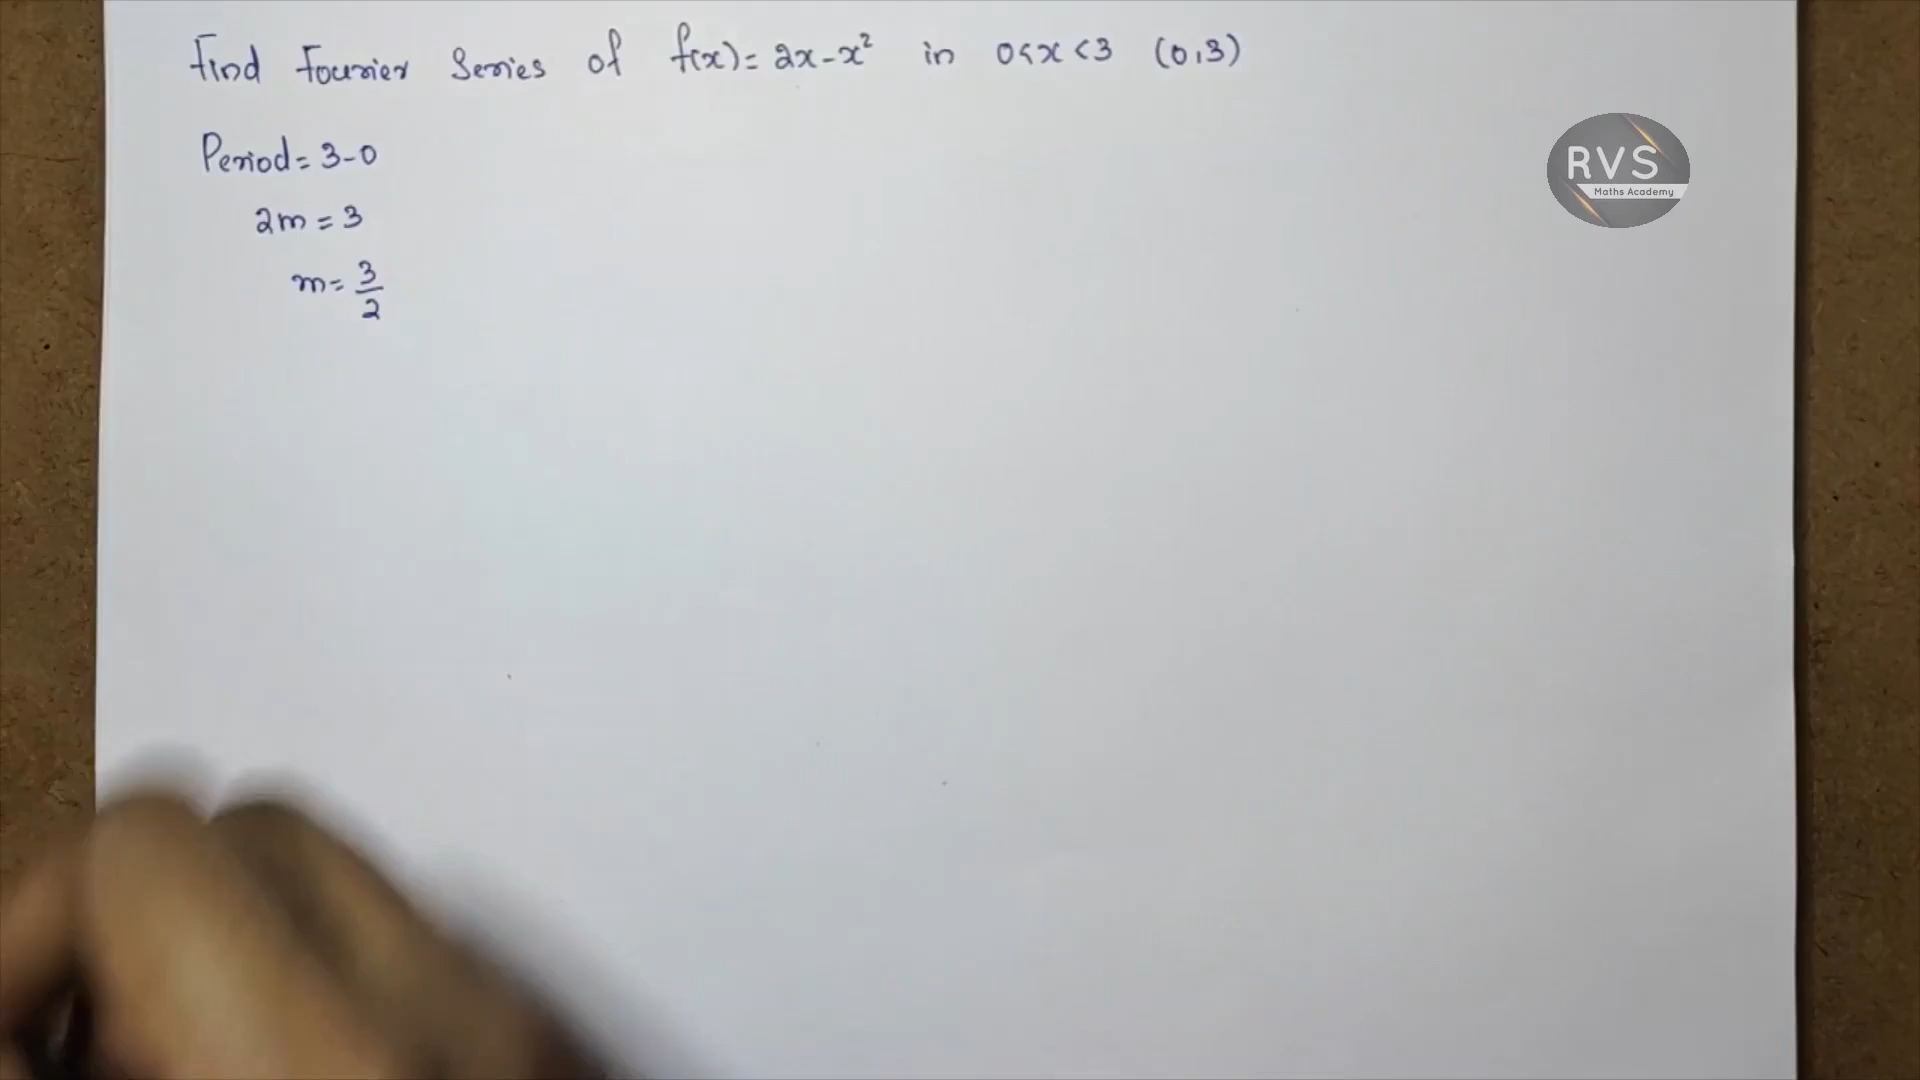 Find Fourier Series of f(x) = 2x-x² in 0<x<3 (0,3)
Period = 3-0
2m = 3
m = 3/2
RVS
Maths Academy